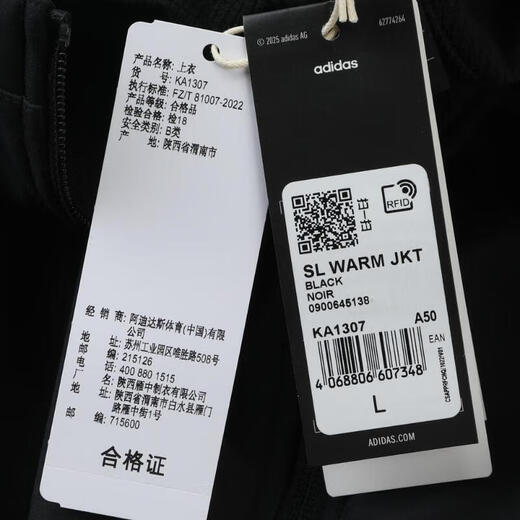 产品名称: 上衣
货 号: KA1307
执行标准: FZ/T 81007-2022
产品等级: 合格品
检验合格: 检18
安全类别: B类
产 地: 陕西省渭南市
经 销 商: 阿迪达斯体育(中国)有限
公司
地 址: 苏州工业园区唯胜路508号
邮 编: 215126
电 话: 400 880 1515
陕西楠中制衣有限公司
陕西省渭南市白水县雁门
路雁中街1号
邮 编: 715600
合格证
© 2025 adidas AG
62774264
adidas
RFID
SL WARM JKT
BLACK
NOIR
0900645138
KA1307
A50
EAN
4 068806 607348
L
ADIDAS.COM